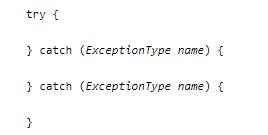 try {
} catch (ExceptionType name) {
} catch (ExceptionType name) {
}